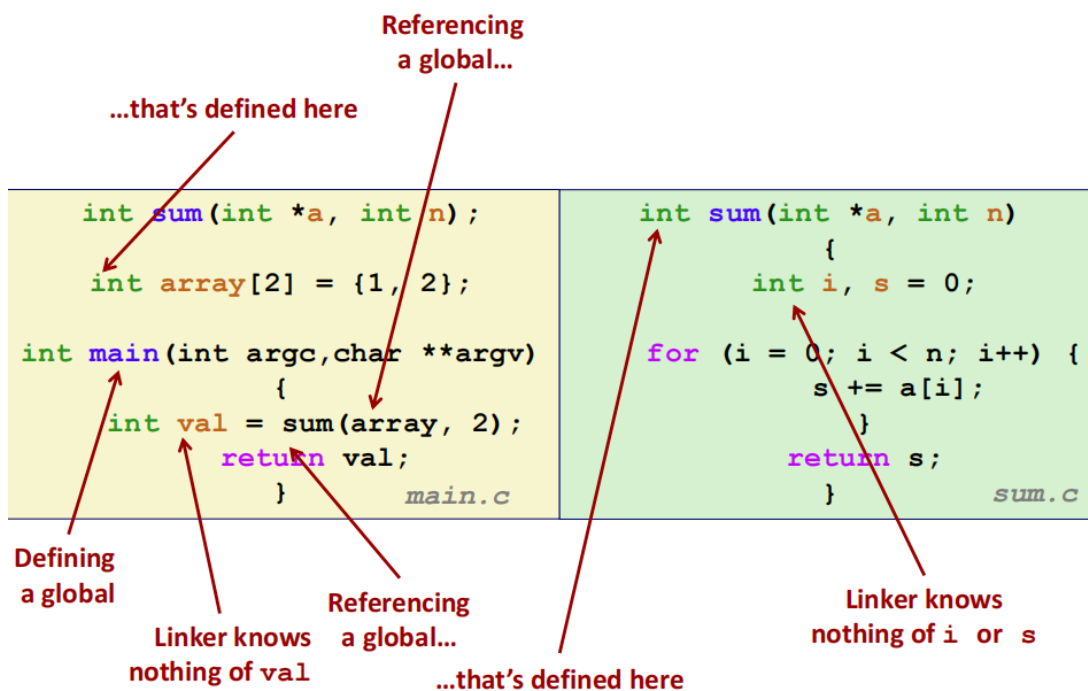 Referencing
a global…
…that's defined here
int sum(int *a, int n);
int array[2] = {1, 2};
int main(int argc,char **argv)
{
int val = sum(array, 2);
return val;
}
main.c
int sum(int *a, int n)
{
int i, s = 0;
for (i = 0; i < n; i++) {
s += a[i];
}
return s;
}
sum.c
Defining
a global
Linker knows
nothing of val
Referencing
a global…
…that's defined here
Linker knows
nothing of i or s